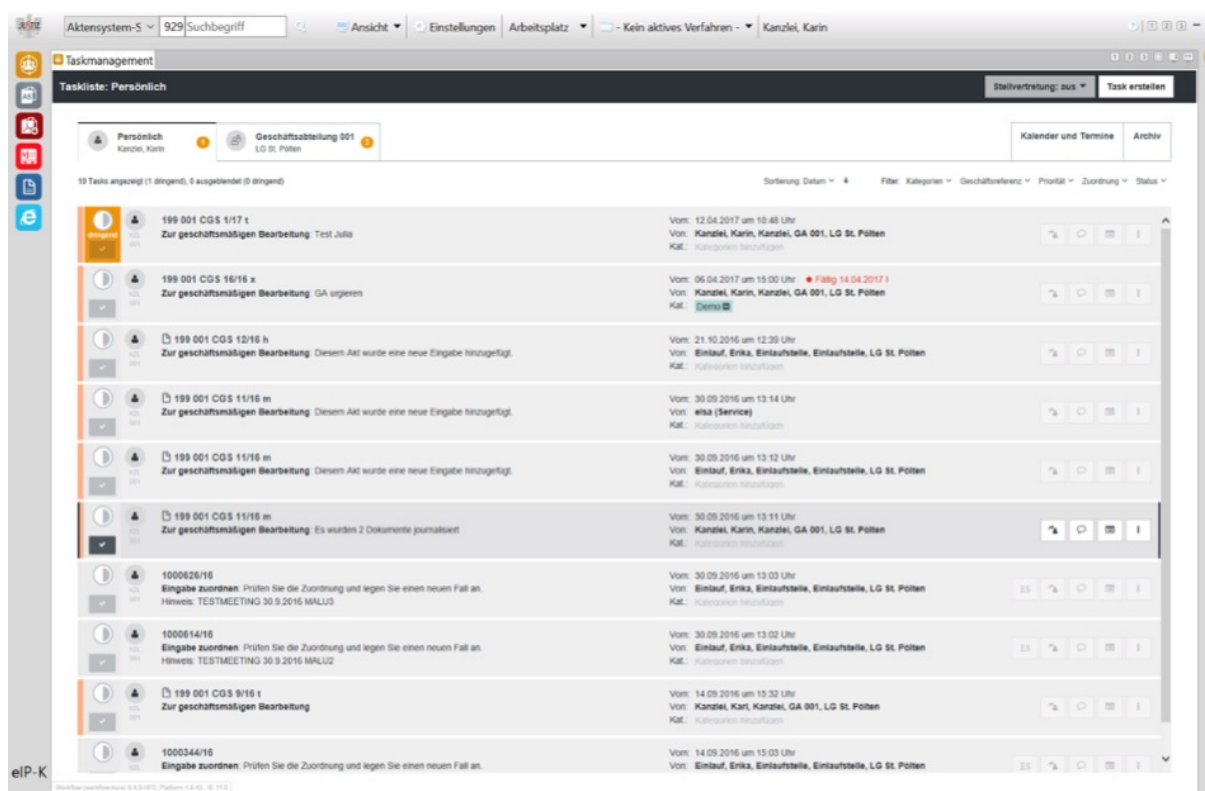 Aktensystem-S 929 Suchbegriff Ansicht Einstellungen Arbeitsplatz - Kein aktives Verfahren - Kanzlei, Karin
Taskmanagement
Taskliste: Persönlich Stellvertretung: aus Task erstellen
Persönlich 1 Geschäftsabteilung 001 Kalender und Termine Archiv
Kanzlei, Karin LG St. Pölten
10 Tasks angezeigt (1 dringend), 0 ausgeblendet (0 dringend) Sortierung: Datum Filter: Kategorien Geschäftsreferenz Priorität Zuordnung Status
199 001 CGS 1/17 t Vom: 12.04.2017 um 10:48 Uhr
dringend Zur geschäftsmäßigen Bearbeitung: Test Julia Von: Kanzlei, Karin, Kanzlei, GA 001, LG St. Pölten
Kat.: Kategorien hinzufügen
199 001 CGS 16/16 x Vom: 06.04.2017 um 15:00 Uhr Fällig 14.04.2017 !
Zur geschäftsmäßigen Bearbeitung: GA urgieren Von: Kanzlei, Karin, Kanzlei, GA 001, LG St. Pölten
Kat.: Demo
199 001 CGS 12/16 h Vom: 21.10.2016 um 12:39 Uhr
Zur geschäftsmäßigen Bearbeitung: Diesem Akt wurde eine neue Eingabe hinzugefügt. Von: Einlauf, Erika, Einlaufstelle, Einlaufstelle, LG St. Pölten
Kat.: Kategorien hinzufügen
199 001 CGS 11/16 m Vom: 30.09.2016 um 13:14 Uhr
Zur geschäftsmäßigen Bearbeitung: Diesem Akt wurde eine neue Eingabe hinzugefügt. Von: elsa (Service)
Kat.: Kategorien hinzufügen
199 001 CGS 11/16 m Vom: 30.09.2016 um 13:12 Uhr
Zur geschäftsmäßigen Bearbeitung: Diesem Akt wurde eine neue Eingabe hinzugefügt. Von: Einlauf, Erika, Einlaufstelle, Einlaufstelle, LG St. Pölten
Kat.: Kategorien hinzufügen
199 001 CGS 11/16 m Vom: 30.09.2016 um 13:11 Uhr
Zur geschäftsmäßigen Bearbeitung: Es wurden 2 Dokumente journalisiert Von: Kanzlei, Karin, Kanzlei, GA 001, LG St. Pölten
Kat.: Kategorien hinzufügen
1000626/16 Vom: 30.09.2016 um 13:03 Uhr
Eingabe zuordnen: Prüfen Sie die Zuordnung und legen Sie einen neuen Fall an. Von: Einlauf, Erika, Einlaufstelle, Einlaufstelle, LG St. Pölten
Hinweis: TESTMEETING 30.9.2016 MALU3 Kat.: Kategorien hinzufügen
1000614/16 Vom: 30.09.2016 um 13:02 Uhr
Eingabe zuordnen: Prüfen Sie die Zuordnung und legen Sie einen neuen Fall an. Von: Einlauf, Erika, Einlaufstelle, Einlaufstelle, LG St. Pölten
Hinweis: TESTMEETING 30.9.2016 MALU2 Kat.: Kategorien hinzufügen
199 001 CGS 9/16 t Vom: 14.09.2016 um 15:32 Uhr
Zur geschäftsmäßigen Bearbeitung Von: Kanzlei, Karl, Kanzlei, GA 001, LG St. Pölten
Kat.: Kategorien hinzufügen
1000344/16 Vom: 14.09.2016 um 15:03 Uhr
Eingabe zuordnen: Prüfen Sie die Zuordnung und legen Sie einen neuen Fall an. Von: Einlauf, Erika, Einlaufstelle, Einlaufstelle, LG St. Pölten
eIP-K